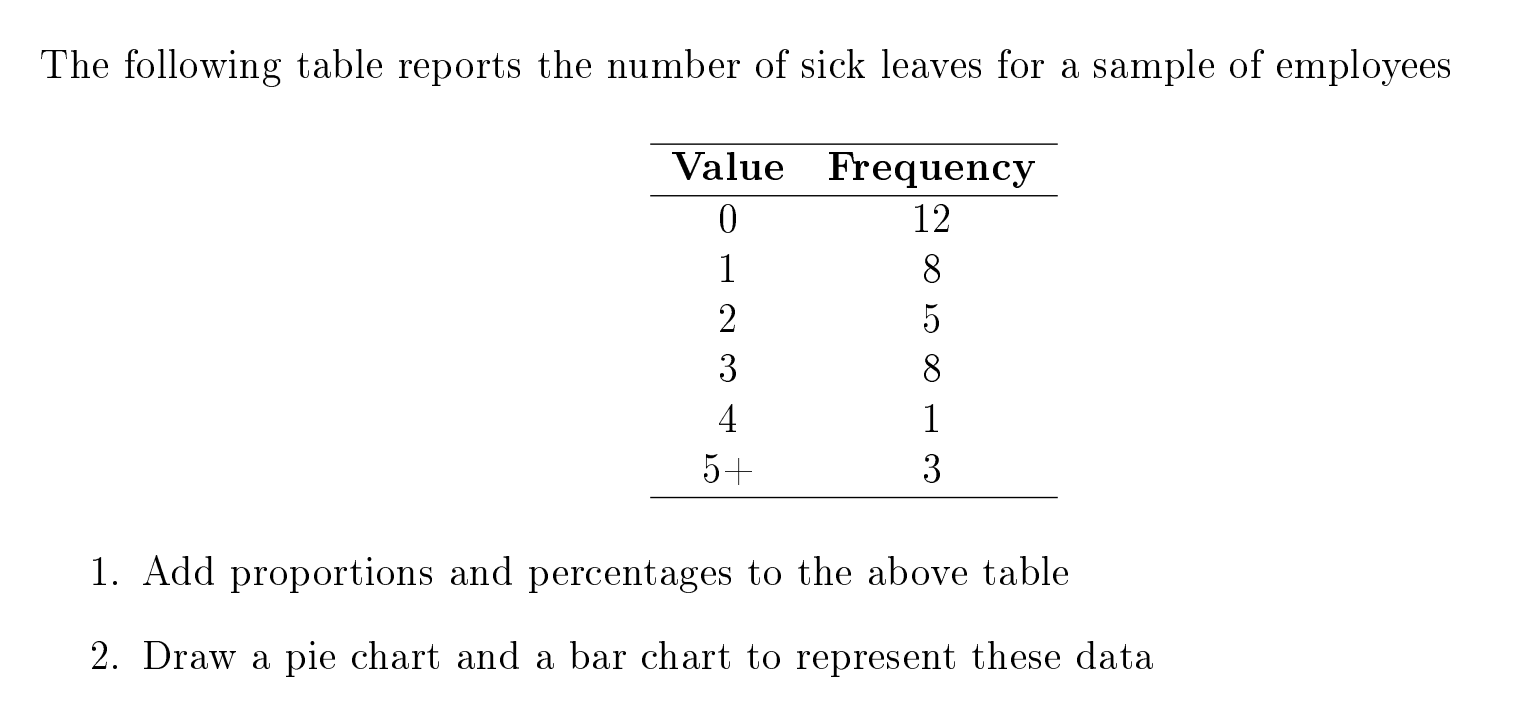 The following table reports the number of sick leaves for a sample of employees
Value Frequency
0 12
1 8
2 5
3 8
4 1
5+ 3
1. Add proportions and percentages to the above table
2. Draw a pie chart and a bar chart to represent these data